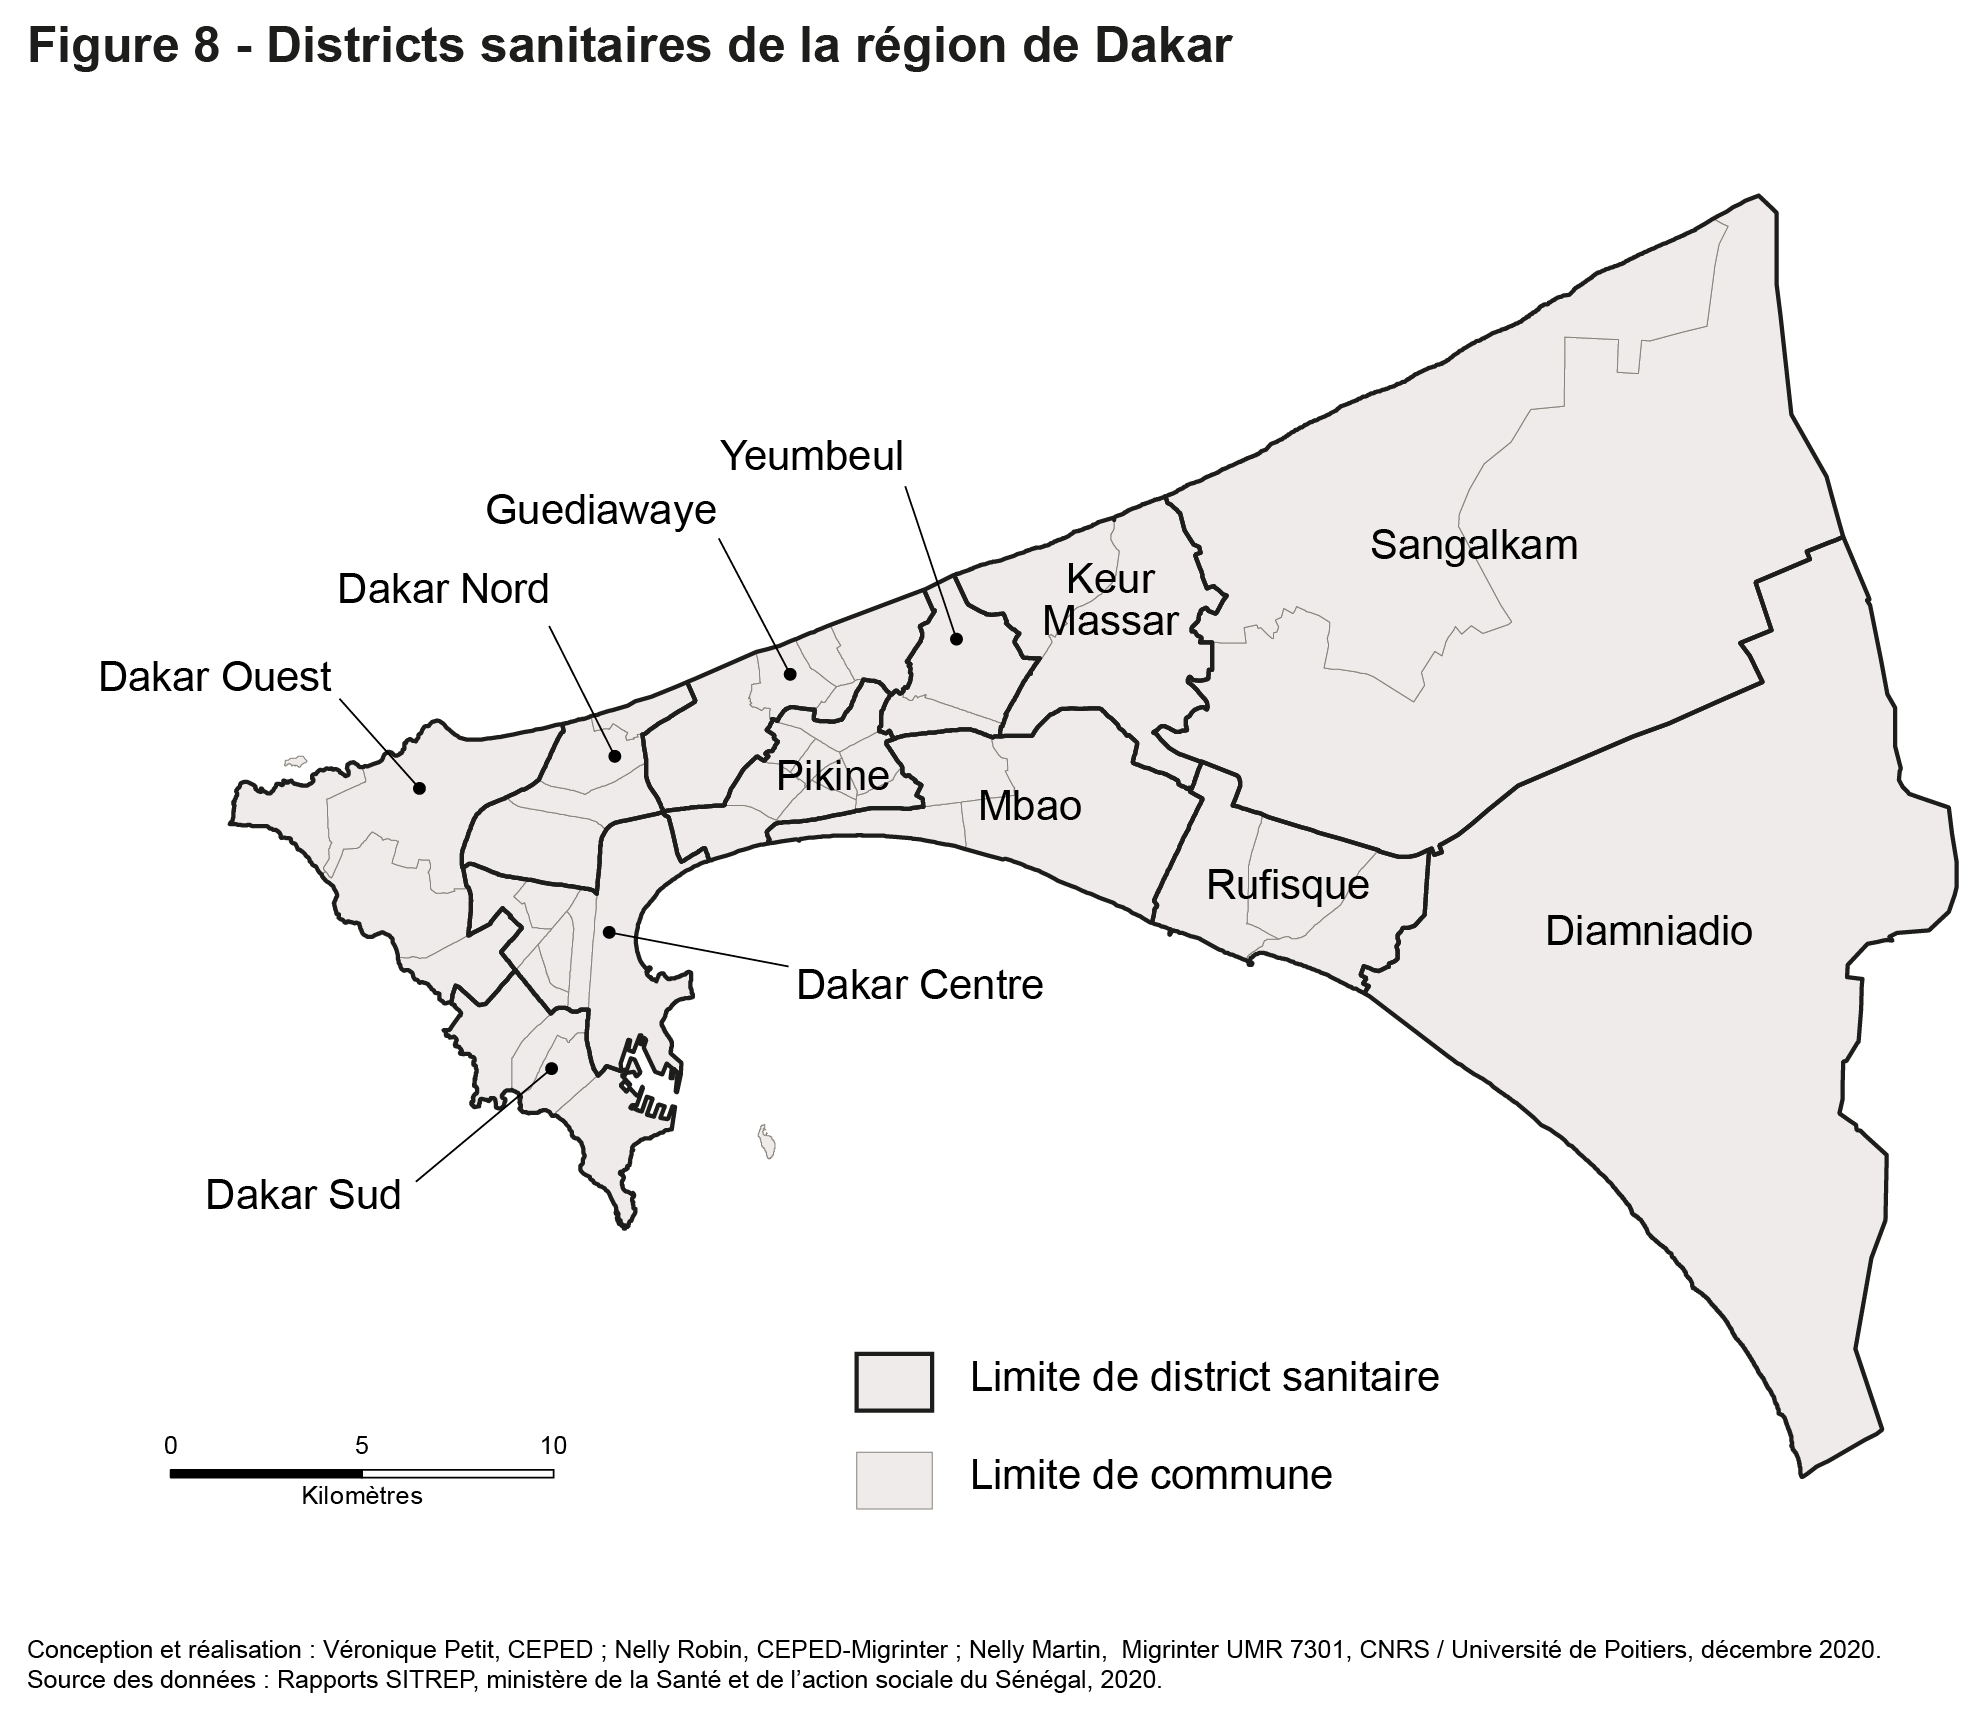 Figure 8 - Districts sanitaires de la région de Dakar
Yeumbeul
Guediawaye
Sangalkam
Keur
Massar
Dakar Nord
Dakar Ouest
Pikine
Mbao
Rufisque
Diamniadio
Dakar Centre
Dakar Sud
Limite de district sanitaire
0 5 10
Kilomètres
Limite de commune
Conception et réalisation : Véronique Petit, CEPED ; Nelly Robin, CEPED-Migrinter ; Nelly Martin,  Migrinter UMR 7301, CNRS / Université de Poitiers, décembre 2020.
Source des données : Rapports SITREP, ministère de la Santé et de l’action sociale du Sénégal, 2020.